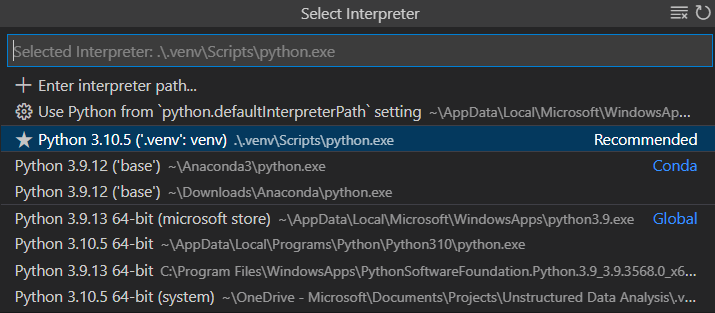 Select Interpreter
Selected Interpreter: .\.venv\Scripts\python.exe
Enter interpreter path...
Use Python from `python.defaultInterpreterPath` setting ~\AppData\Local\Microsoft\WindowsAp...
Python 3.10.5 ('.venv': venv) .\.venv\Scripts\python.exe Recommended
Python 3.9.12 ('base') ~\Anaconda3\python.exe Conda
Python 3.9.12 ('base') ~\Downloads\Anaconda\python.exe
Python 3.9.13 64-bit (microsoft store) ~\AppData\Local\Microsoft\WindowsApps\python3.9.exe Global
Python 3.10.5 64-bit ~\AppData\Local\Programs\Python\Python310\python.exe
Python 3.9.13 64-bit C:\Program Files\WindowsApps\PythonSoftwareFoundation.Python.3.9_3.9.3568.0_x6...
Python 3.10.5 64-bit (system) ~\OneDrive - Microsoft\Documents\Projects\Unstructured Data Analysis\.v...